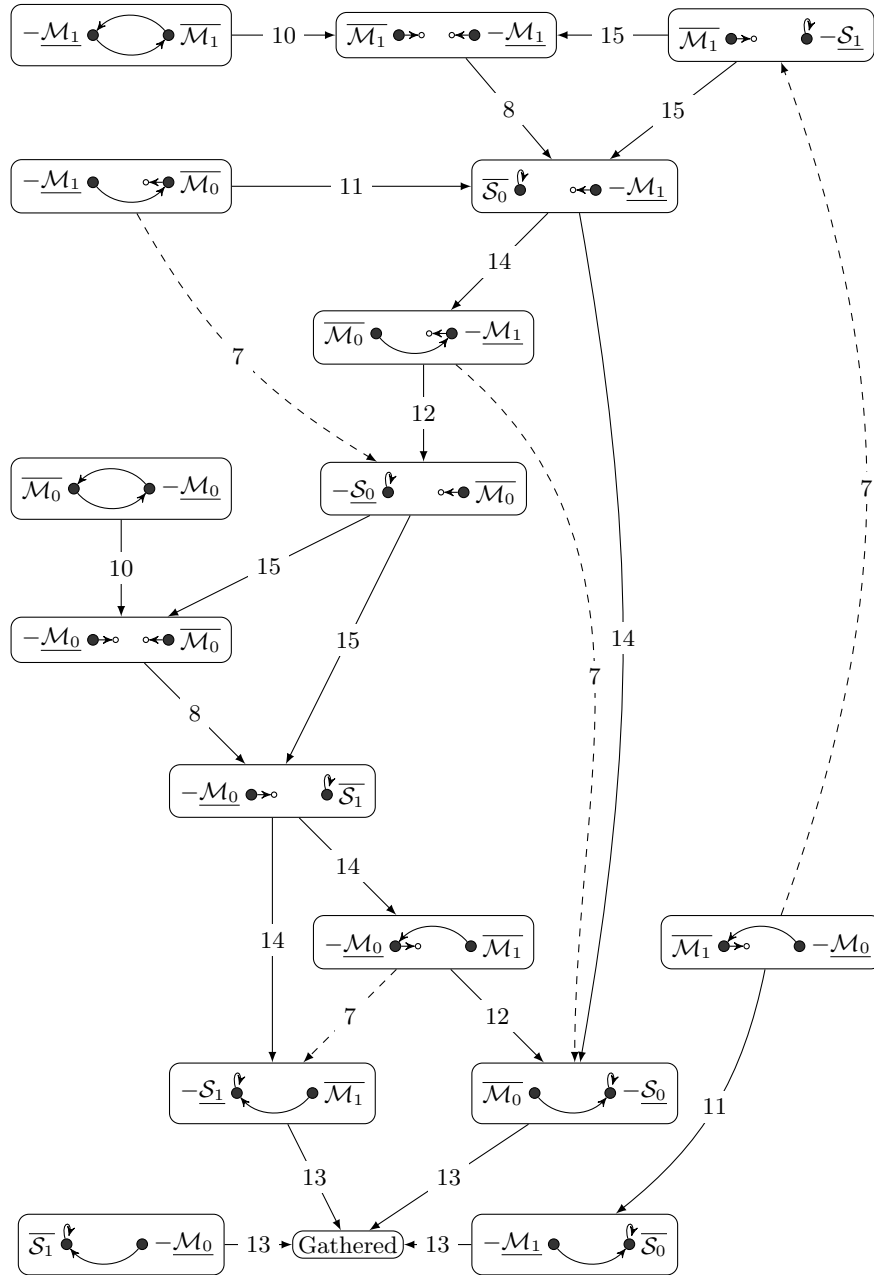 −M₁ M₁ 10 M₁ −M₁ 15 M₁ −S₁
8 15
−M₁ M₀ 11 S₀ −M₁
14
M₀ −M₁
7
12
M₀ −M₀ −S₀ M₀ 7
10 15
−M₀ M₀ 15 14
7
8
−M₀ S₁
14
14 −M₀ M₁ M₁ −M₀
7 12
−S₁ M₁ M₀ −S₀ 11
13 13
S₁ −M₀ 13 Gathered 13 −M₁ S₀